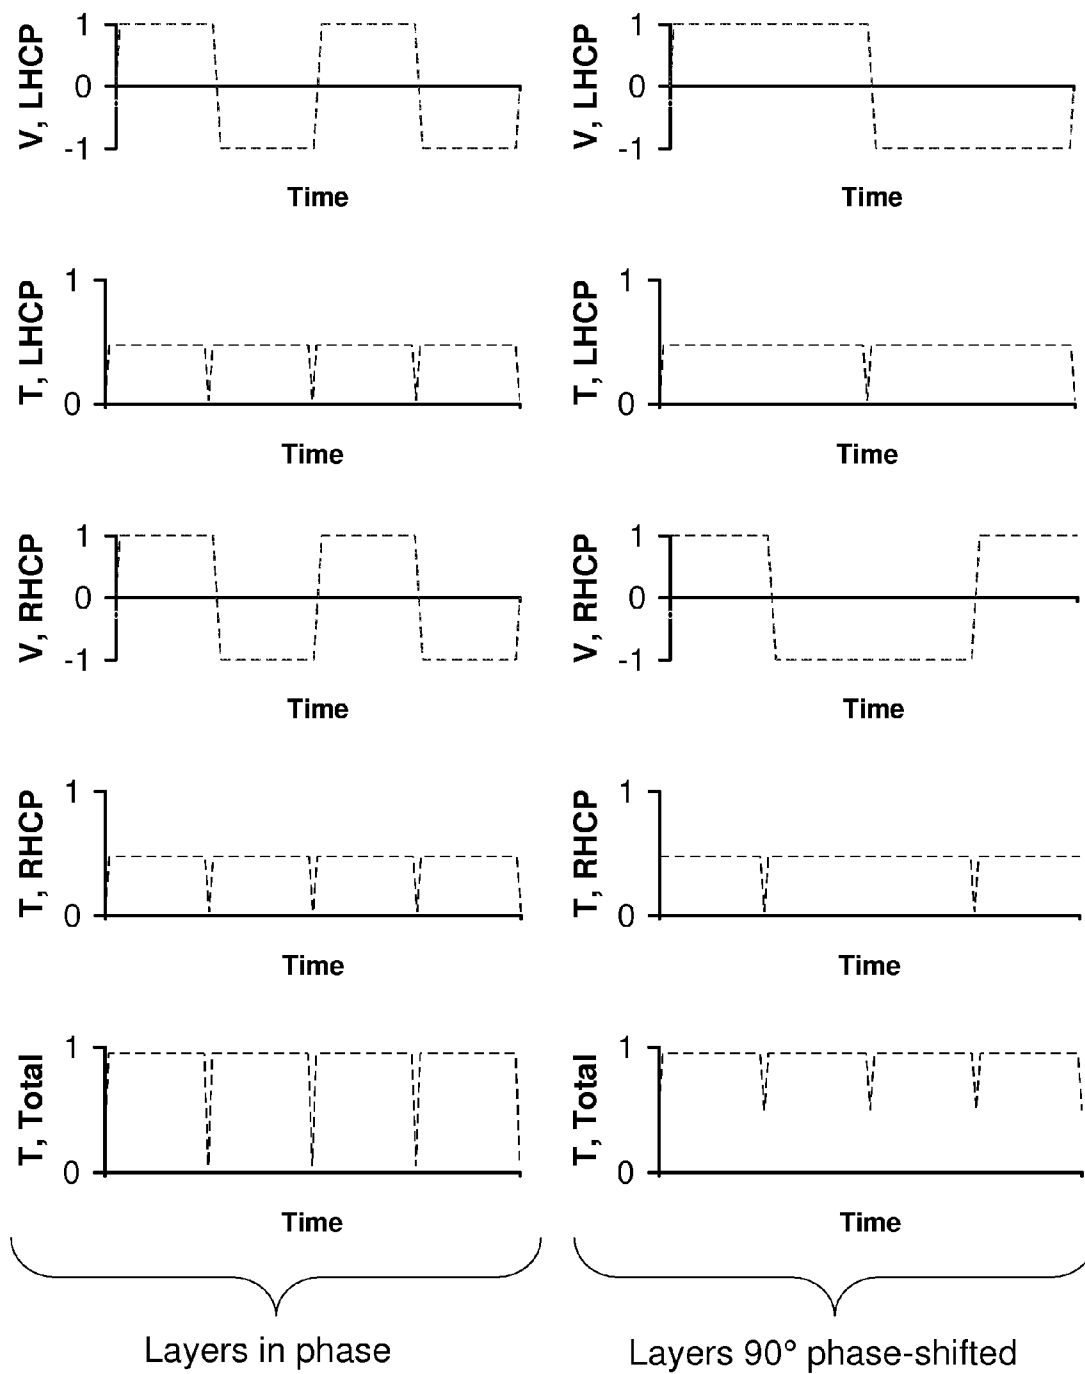 V, LHCP
1
0
-1
Time
V, LHCP
1
0
-1
Time
T, LHCP
1
0
Time
T, LHCP
1
0
Time
V, RHCP
1
0
-1
Time
V, RHCP
1
0
-1
Time
T, RHCP
1
0
Time
T, RHCP
1
0
Time
T, Total
1
0
Time
T, Total
1
0
Time
Layers in phase
Layers 90° phase-shifted